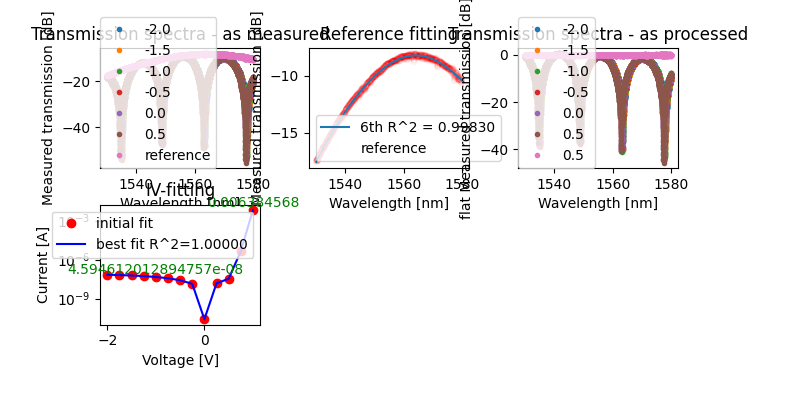 Transmission spectra - as measured
Reference fitting
Transmission spectra - as processed
Measured transmission [dB]
−20
−40
1540
1560
1580
Wavelength [nm]
-2.0
-1.5
-1.0
-1.0
0.0
0.5
reference
Measured transmission [dB]
−10
−15
1540
1560
1580
Wavelength [nm]
6th R^2 = 0.99830
reference
flat Measured transmission [dB]
0
−20
−40
1540
1560
1580
Wavelength [nm]
-2.0
-1.5
-1.0
-1.0
0.0
0.5
0.5
IV-fitting
Current [A]
10⁻⁹
−2
0
Voltage [V]
initial fit
best fit R^2=1.00000
4.594612012894757e-08